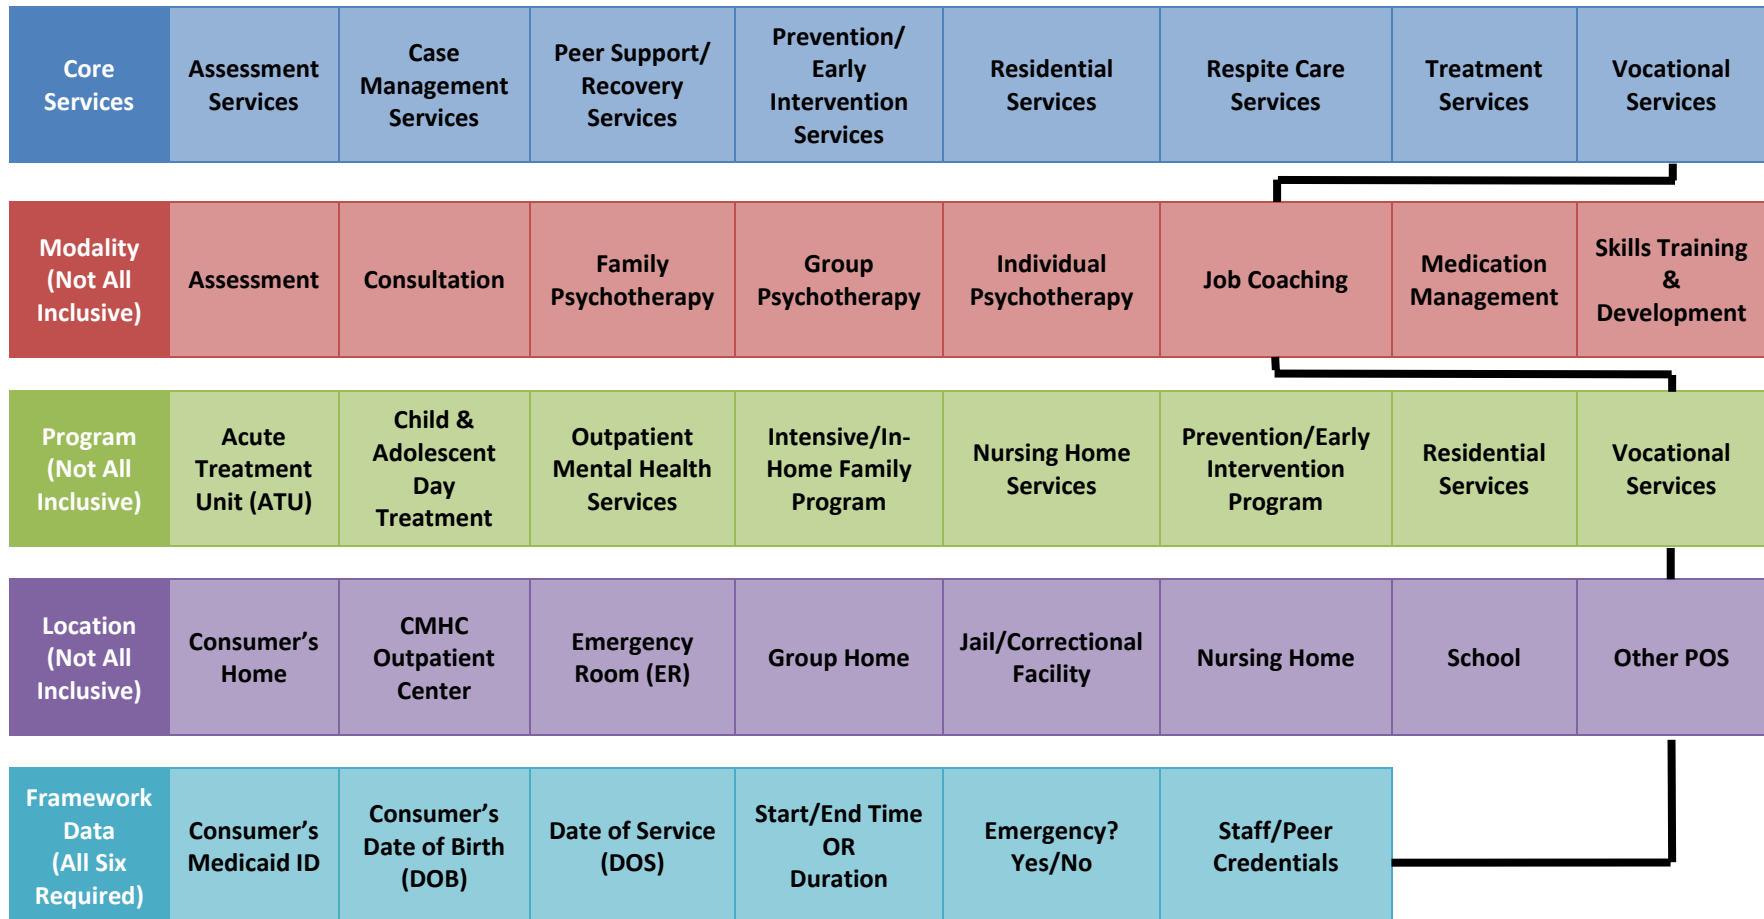 Core
Services
Assessment
Services
Case
Management
Services
Peer Support/
Recovery
Services
Prevention/
Early
Intervention
Services
Residential
Services
Respite Care
Services
Treatment
Services
Vocational
Services
Modality
(Not All
Inclusive)
Assessment
Consultation
Family
Psychotherapy
Group
Psychotherapy
Individual
Psychotherapy
Job Coaching
Medication
Management
Skills Training
&
Development
Program
(Not All
Inclusive)
Acute
Treatment
Unit (ATU)
Child &
Adolescent
Day
Treatment
Outpatient
Mental Health
Services
Intensive/In-
Home Family
Program
Nursing Home
Services
Prevention/Early
Intervention
Program
Residential
Services
Vocational
Services
Location
(Not All
Inclusive)
Consumer’s
Home
CMHC
Outpatient
Center
Emergency
Room (ER)
Group Home
Jail/Correctional
Facility
Nursing Home
School
Other POS
Framework
Data
(All Six
Required)
Consumer’s
Medicaid ID
Consumer’s
Date of Birth
(DOB)
Date of Service
(DOS)
Start/End Time
OR
Duration
Emergency?
Yes/No
Staff/Peer
Credentials